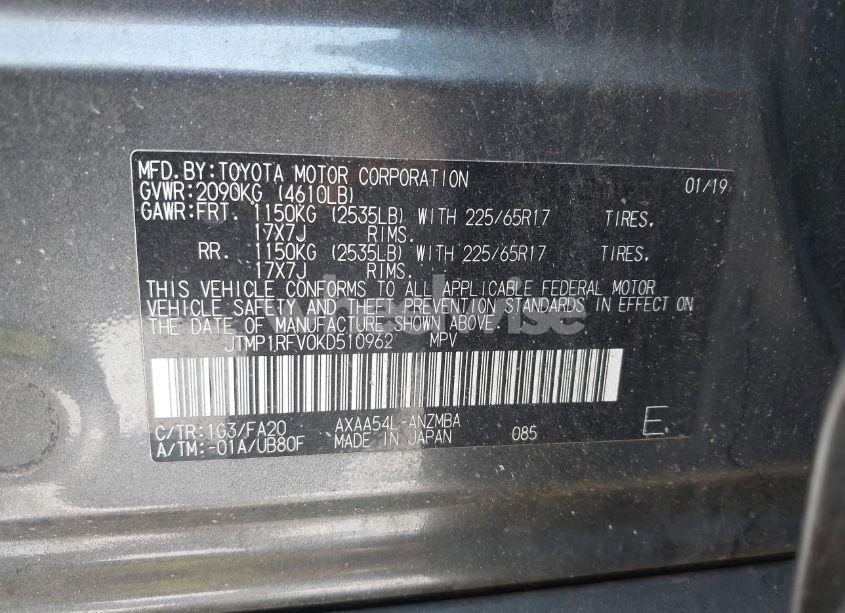 MFD.BY:TOYOTA MOTOR CORPORATION 01/19
GVWR:2090KG (4610LB)
GAWR:FRT. 1150KG (2535LB) WITH 225/65R17 TIRES.
17X7J RIMS.
RR. 1150KG (2535LB) WITH 225/65R17 TIRES.
17X7J RIMS.
THIS VEHICLE CONFORMS TO ALL APPLICABLE FEDERAL MOTOR
VEHICLE SAFETY AND THEFT PREVENTION STANDARDS IN EFFECT ON
THE DATE OF MANUFACTURE SHOWN ABOVE.
JTMP1RFV0KD510962 MPV
wheelwise
C/TR:1G3/FA20 AXAA54L-ANZMBA
A/TM:-01A/UB80F MADE IN JAPAN 085 E.